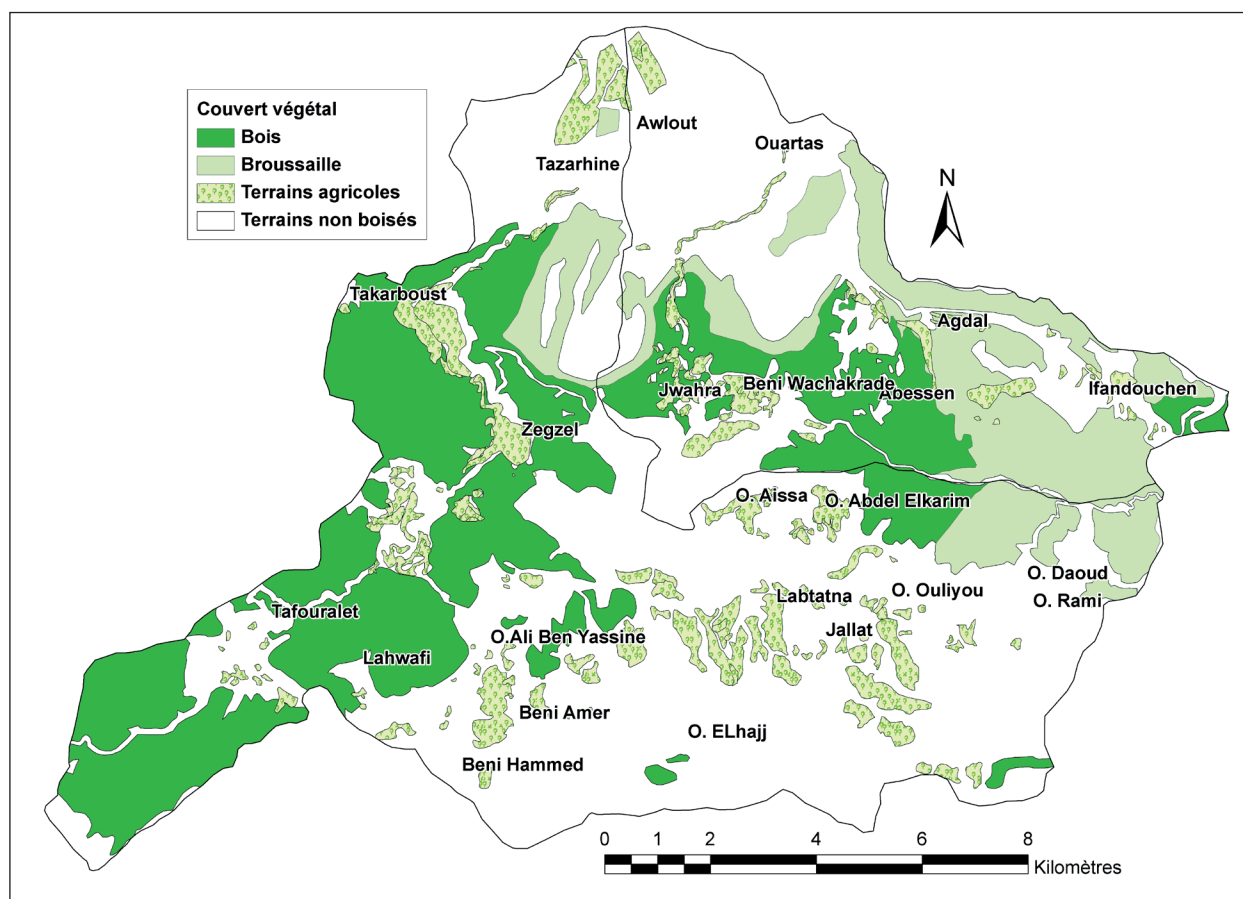 Couvert végétal
Bois
Broussaille
Terrains agricoles
Terrains non boisés
Awlout
Ouartas
Tazarhine
N
Takarboust
Agdal
Jwahra
Beni Wachakrade
Abessen
Ifandouchen
Zegzel
O. Aissa
O. Abdel Elkarim
O. Daoud
O. Ouliyou
O. Rami
Labtatna
Tafouralet
Jallat
O.Ali Ben Yassine
Lahwafi
Beni Amer
O. ELhajj
Beni Hammed
0 1 2 4 6 8
Kilomètres